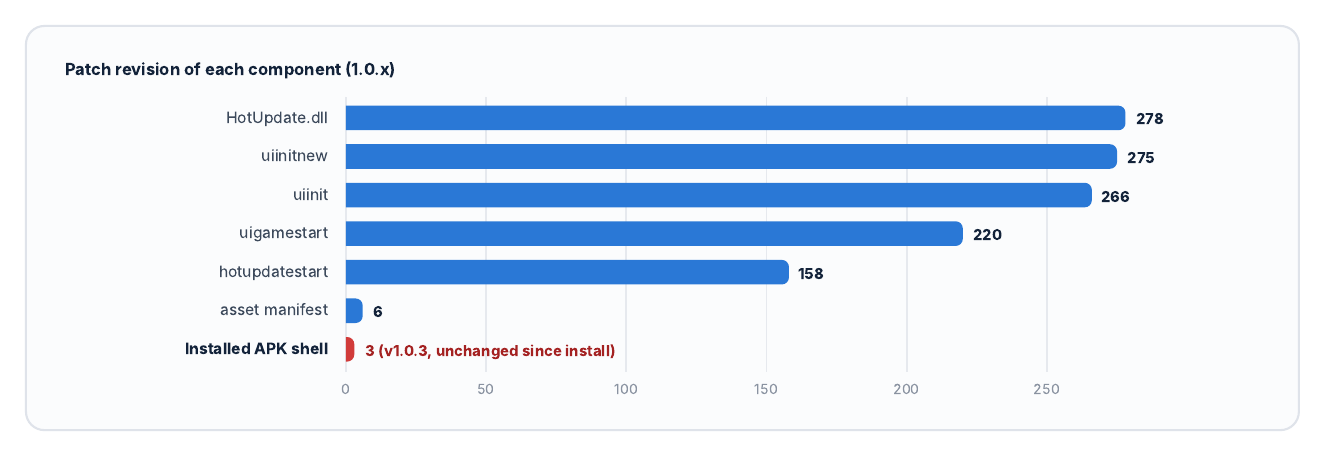 Patch revision of each component (1.0.x)
HotUpdate.dll 278
uiinitnew 275
uiinit 266
uigamestart 220
hotupdatestart 158
asset manifest 6
Installed APK shell 3 (v1.0.3, unchanged since install)
0 50 100 150 200 250